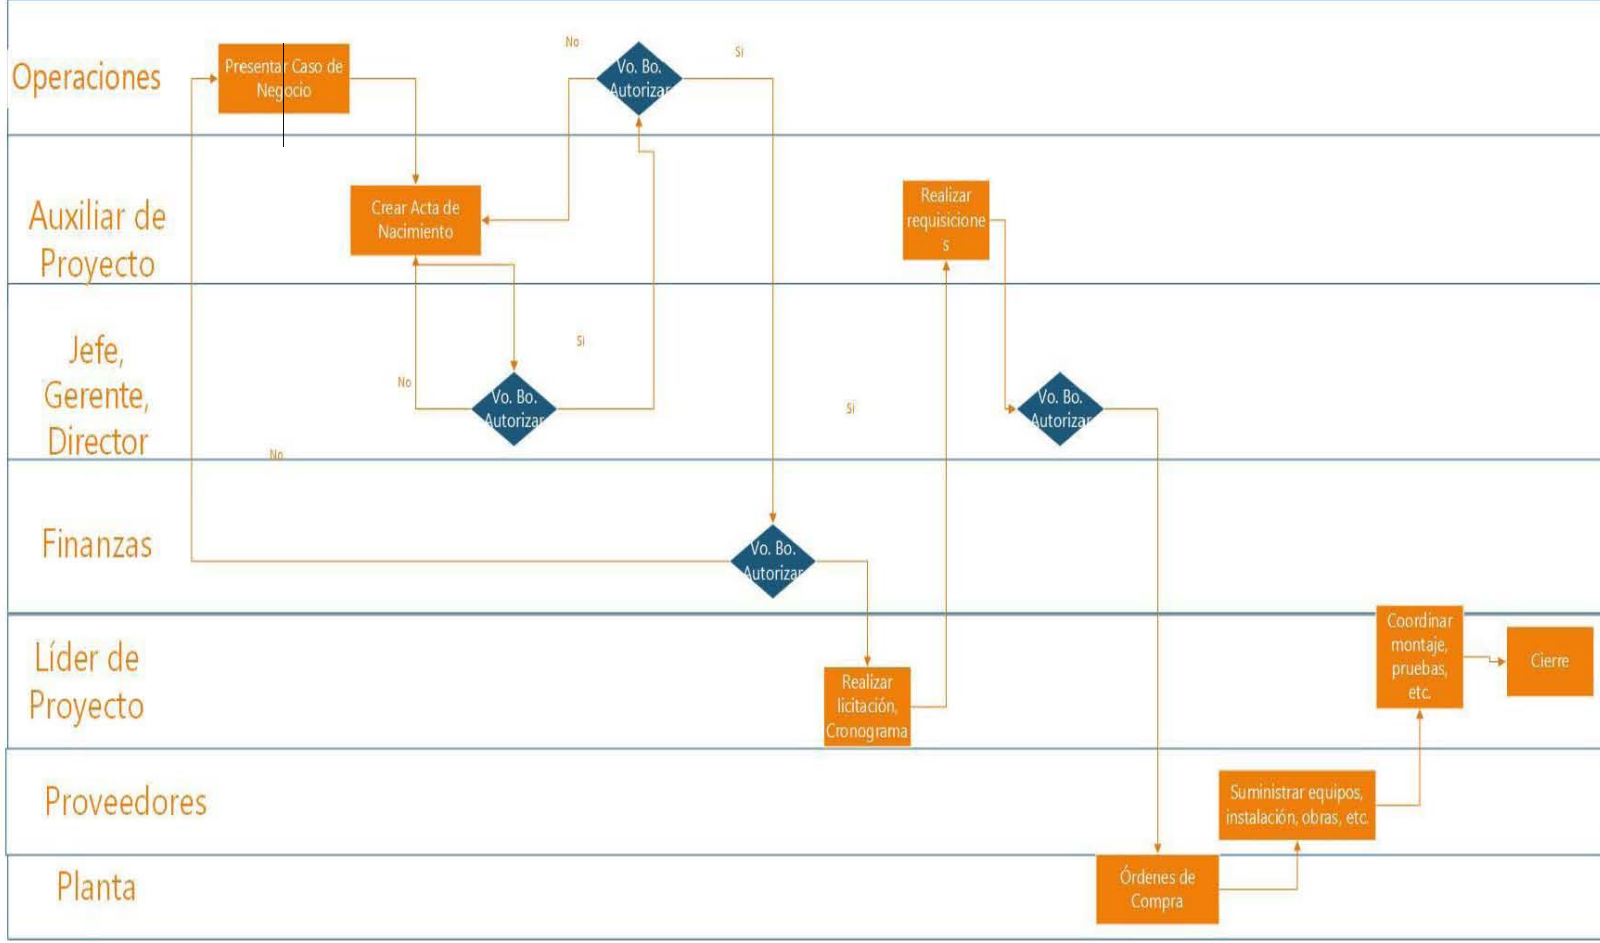 Operaciones
Presentar Caso de
Negocio
No
Vo. Bo.
Autorizar
Si
Auxiliar de
Proyecto
Crear Acta de
Nacimiento
Realizar
requisicione
s
Jefe,
Gerente,
Director
No
Vo. Bo.
Autorizar
Si
Si
Vo. Bo.
Autorizar
No
Finanzas
Vo. Bo.
Autorizar
Líder de
Proyecto
Realizar
licitación,
Cronograma
Coordinar
montaje,
pruebas,
etc.
Cierre
Proveedores
Suministrar equipos,
instalación, obras, etc.
Planta
Órdenes de
Compra